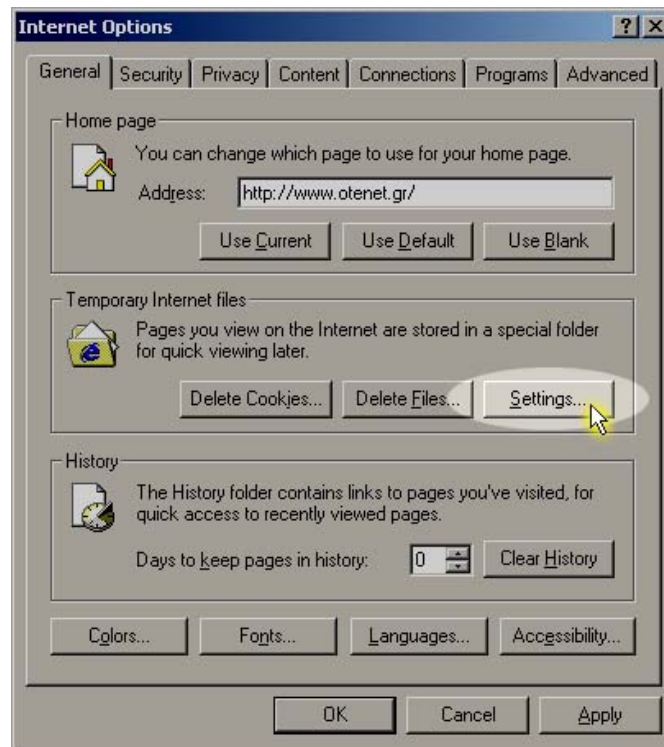 Internet Options
General Security Privacy Content Connections Programs Advanced
Home page
You can change which page to use for your home page.
Address: http://www.otenet.gr/
Use Current Use Default Use Blank
Temporary Internet files
Pages you view on the Internet are stored in a special folder
for quick viewing later.
Delete Cookies... Delete Files... Settings...
History
The History folder contains links to pages you've visited, for
quick access to recently viewed pages.
Days to keep pages in history: 0 Clear History
Colors... Fonts... Languages... Accessibility...
OK Cancel Apply